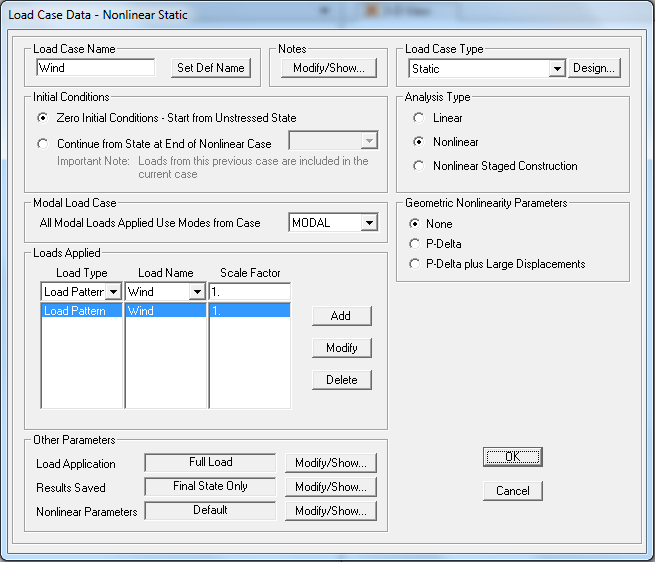 Load Case Data - Nonlinear Static
Load Case Name
Wind
Set Def Name
Notes
Modify/Show...
Load Case Type
Static
Design...
Initial Conditions
Zero Initial Conditions - Start from Unstressed State
Continue from State at End of Nonlinear Case
Important Note: Loads from this previous case are included in the
current case
Analysis Type
Linear
Nonlinear
Nonlinear Staged Construction
Modal Load Case
All Modal Loads Applied Use Modes from Case
MODAL
Geometric Nonlinearity Parameters
None
P-Delta
P-Delta plus Large Displacements
Loads Applied
Load Type Load Name Scale Factor
Load Pattern Wind 1.
Load Pattern Wind 1.
Add
Modify
Delete
Other Parameters
Load Application Full Load Modify/Show...
Results Saved Final State Only Modify/Show...
Nonlinear Parameters Default Modify/Show...
OK
Cancel